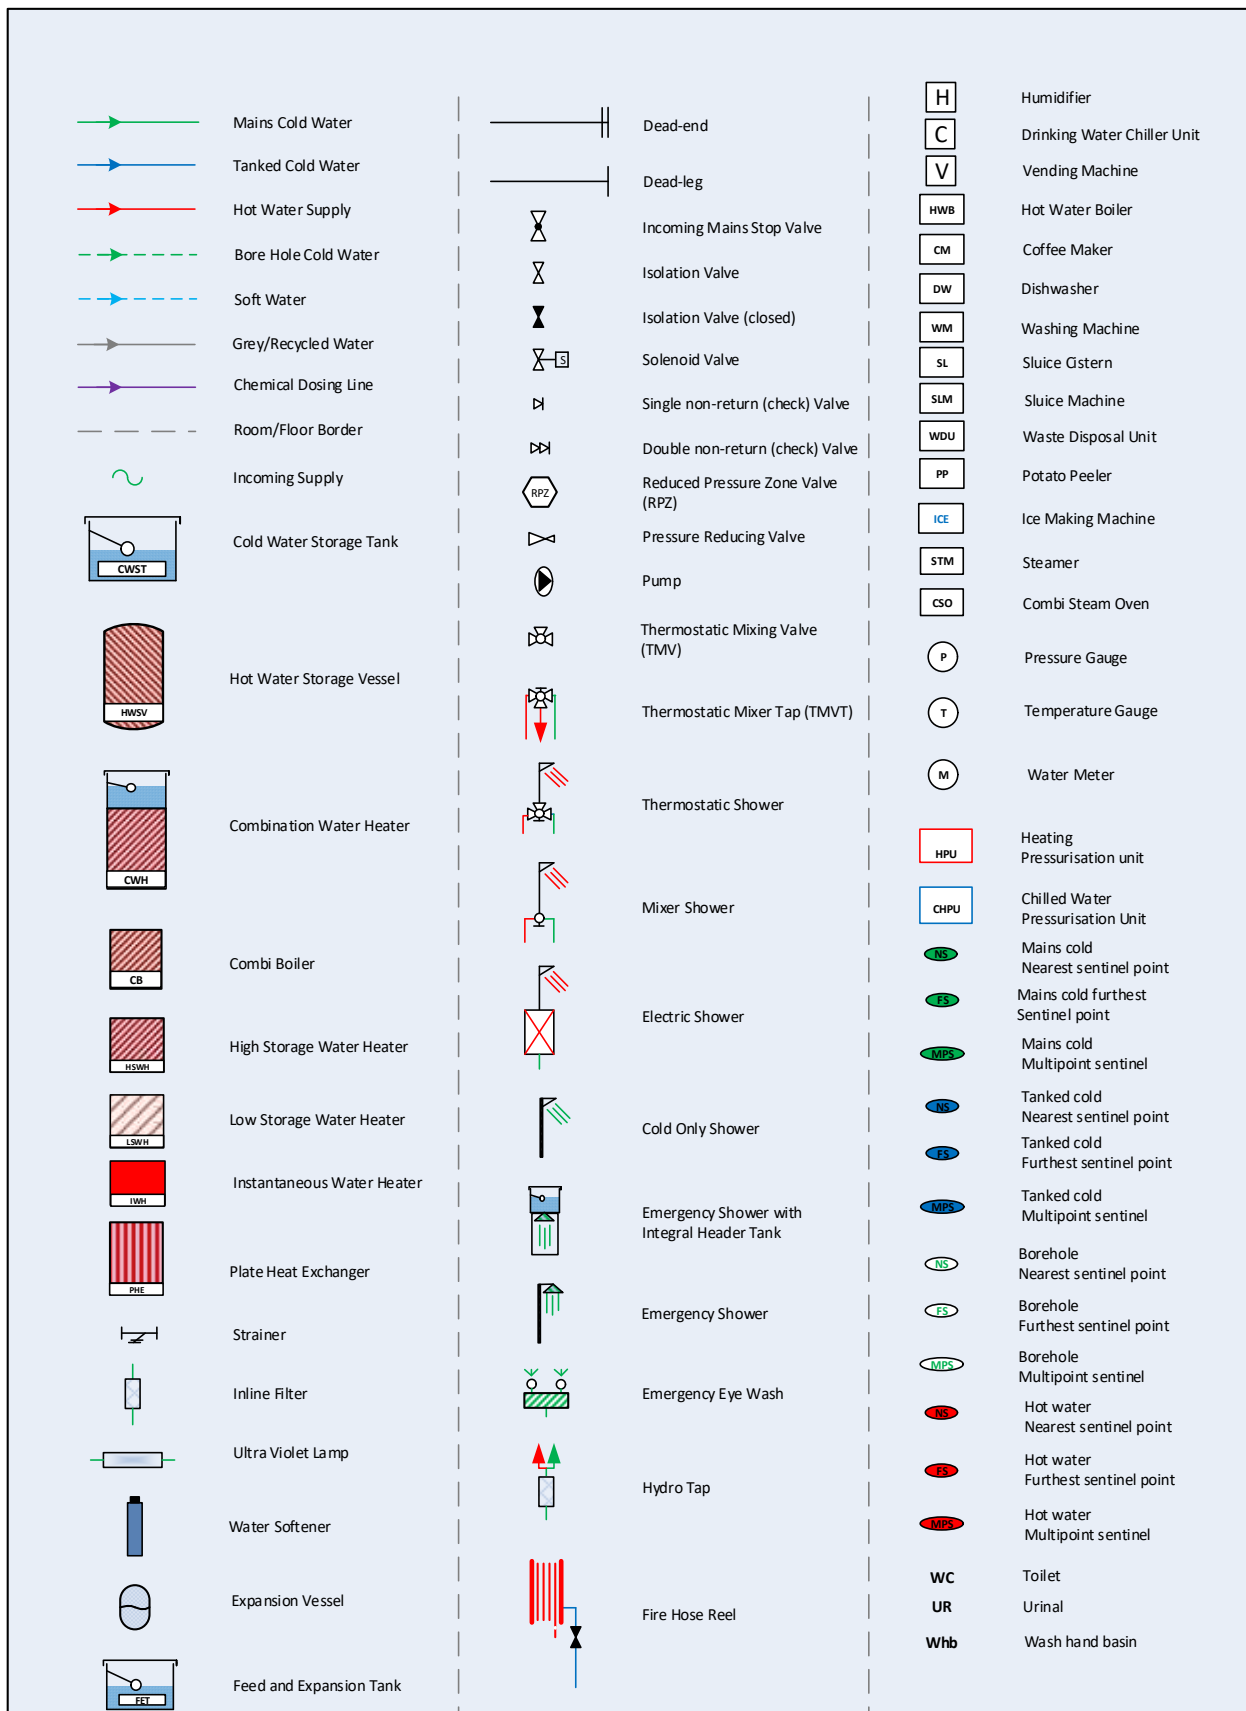 Mains Cold Water
Tanked Cold Water
Hot Water Supply
Bore Hole Cold Water
Soft Water
Grey/Recycled Water
Chemical Dosing Line
Room/Floor Border
Incoming Supply
Cold Water Storage Tank
CWST
Hot Water Storage Vessel
HWSV
Combination Water Heater
CWH
Combi Boiler
CB
High Storage Water Heater
HSWH
Low Storage Water Heater
LSWH
Instantaneous Water Heater
IWH
Plate Heat Exchanger
PHE
Strainer
Inline Filter
Ultra Violet Lamp
Water Softener
Expansion Vessel
Feed and Expansion Tank
FET
Dead-end
Dead-leg
Incoming Mains Stop Valve
Isolation Valve
Isolation Valve (closed)
S
Solenoid Valve
Single non-return (check) Valve
Double non-return (check) Valve
RPZ
Reduced Pressure Zone Valve
(RPZ)
Pressure Reducing Valve
Pump
Thermostatic Mixing Valve
(TMV)
Thermostatic Mixer Tap (TMVT)
Thermostatic Shower
Mixer Shower
Electric Shower
Cold Only Shower
Emergency Shower with
Integral Header Tank
Emergency Shower
Emergency Eye Wash
Hydro Tap
Fire Hose Reel
H Humidifier
C Drinking Water Chiller Unit
V Vending Machine
HWB Hot Water Boiler
CM Coffee Maker
DW Dishwasher
WM Washing Machine
SL Sluice Cistern
SLM Sluice Machine
WDU Waste Disposal Unit
PP Potato Peeler
ICE Ice Making Machine
STM Steamer
CSO Combi Steam Oven
P Pressure Gauge
T Temperature Gauge
M Water Meter
HPU Heating
Pressurisation unit
CHPU Chilled Water
Pressurisation Unit
NS Mains cold
Nearest sentinel point
FS Mains cold furthest
Sentinel point
MPS Mains cold
Multipoint sentinel
NS Tanked cold
Nearest sentinel point
FS Tanked cold
Furthest sentinel point
MPS Tanked cold
Multipoint sentinel
NS Borehole
Nearest sentinel point
FS Borehole
Furthest sentinel point
MPS Borehole
Multipoint sentinel
NS Hot water
Nearest sentinel point
FS Hot water
Furthest sentinel point
MPS Hot water
Multipoint sentinel
WC Toilet
UR Urinal
Whb Wash hand basin